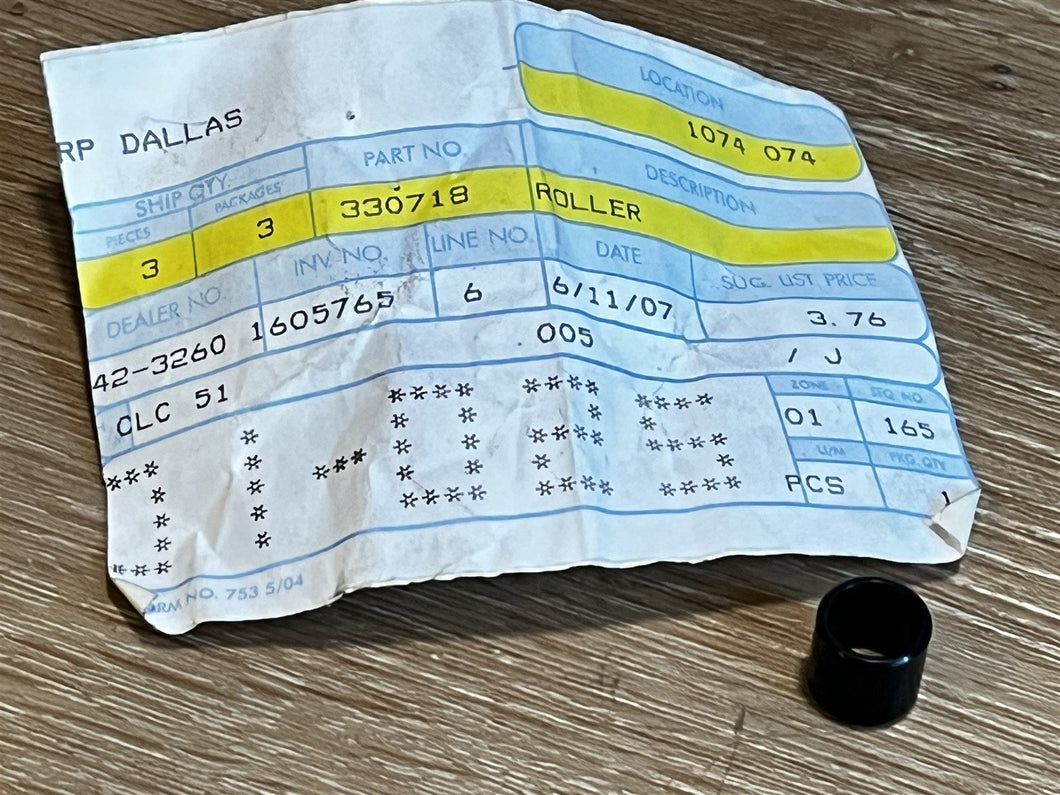 LOCATION
1074 074
RP DALLAS
SHIP QTY.
PIECES PACKAGES PART NO. DESCRIPTION
3 3 330718 ROLLER
DEALER NO. INV. NO. LINE NO. DATE SUG. LIST PRICE
42-3260 1605765 6 6/11/07 3.76
CLC 51 .005 / J
ZONE SEQ NO.
01 165
U/M PKG QTY
PCS 1
**** **** ****
* * * * *
*** * *** * * **** ****
* * * * * *
* * **** **** ****
* *
*** *
NO. 753 5/04